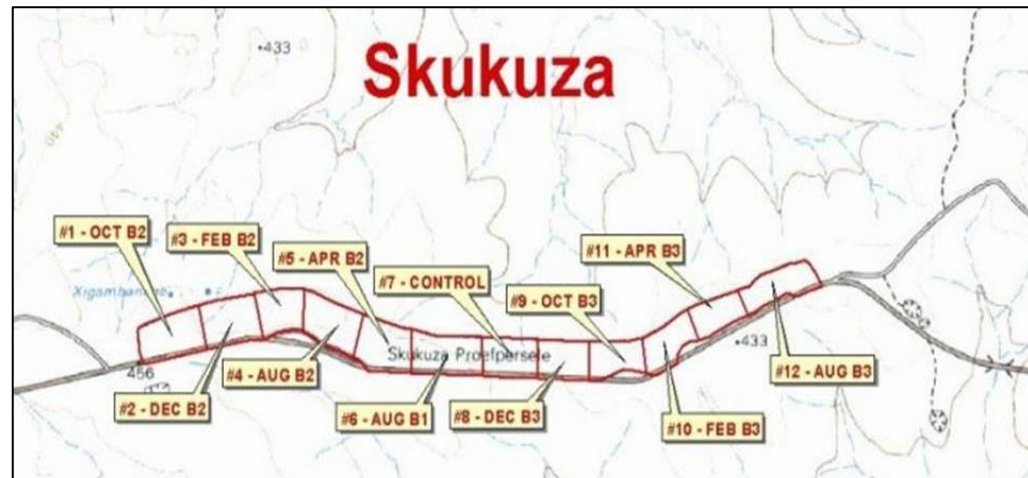 Skukuza
•433
440
#1 - OCT B2
#3 - FEB B2
#5 - APR B2
#7 - CONTROL
#11 - APR B3
#9 - OCT B3
Skukuza Proefpersele
•433
456
#2 - DEC B2
#4 - AUG B2
#6 - AUG B1
#8 - DEC B3
#10 - FEB B3
#12 - AUG B3